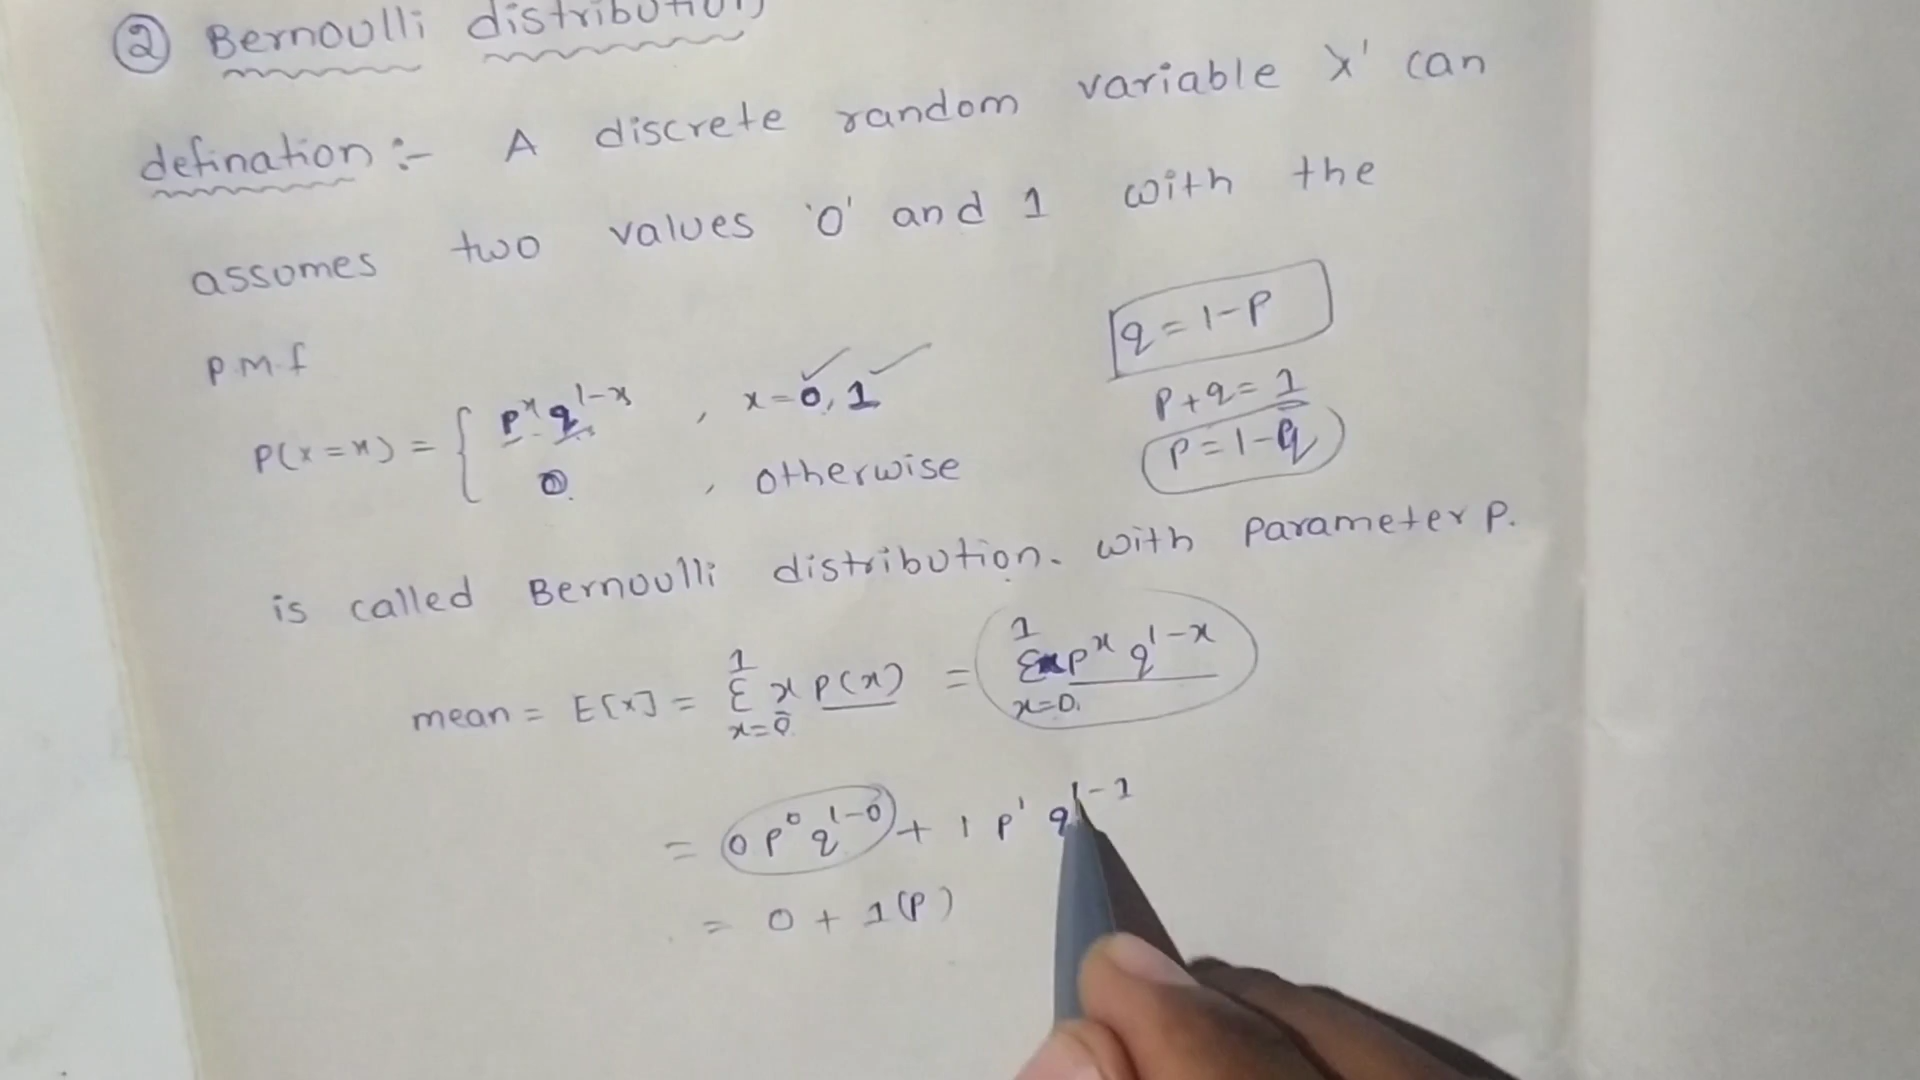 ② Bernoulli distribution
defination :- A discrete random variable 'X' can
assumes two values '0' and 1 with the
P.M.f
q = 1-P
P(X=x) = { p^x q^{1-x} , x = 0, 1
0 , otherwise
P+q = 1
P = 1-q
is called Bernoulli distribution. with parameter P.
mean = E[x] = Σ_{x=0}^{1} x P(x) = Σ_{x=0}^{1} x p^x q^{1-x}
= 0 p^0 q^{1-0} + 1 p^1 q^{1-1}
= 0 + 1(P)